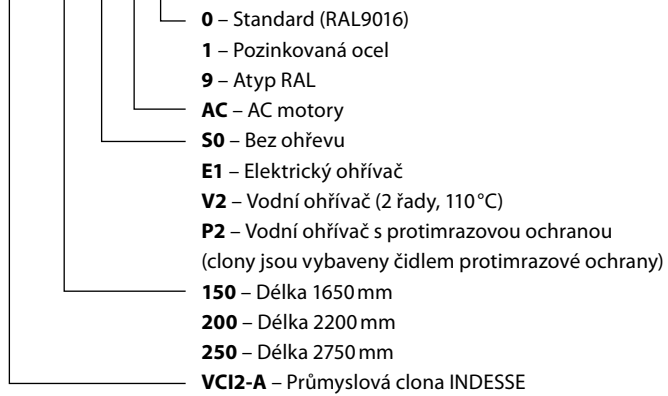 0 – Standard (RAL9016)
1 – Pozinkovaná ocel
9 – Atyp RAL
AC – AC motory
S0 – Bez ohřevu
E1 – Elektrický ohřívač
V2 – Vodní ohřívač (2 řady, 110 °C)
P2 – Vodní ohřívač s protimrazovou ochranou
(clony jsou vybaveny čidlem protimrazové ochrany)
150 – Délka 1650 mm
200 – Délka 2200 mm
250 – Délka 2750 mm
VCI2-A – Průmyslová clona INDESSE